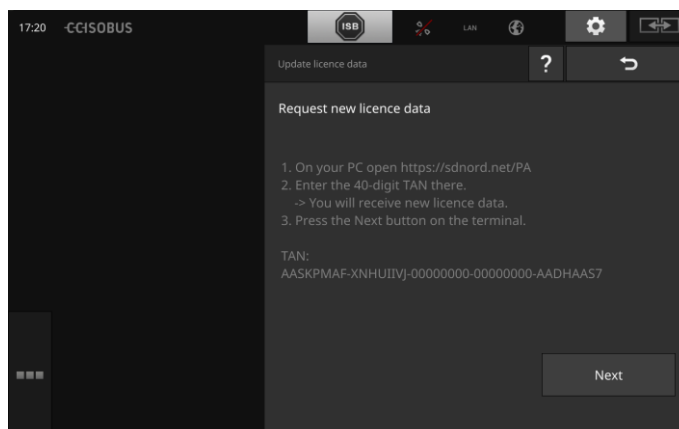 17:20
CCISOBUS
ISB
LAN
Update licence data
?
Request new licence data
1. On your PC open https://sdnord.net/PA
2. Enter the 40-digit TAN there.
-> You will receive new licence data.
3. Press the Next button on the terminal.
TAN:
AASKPMAF-XNHUIIVJ-00000000-00000000-AADHAAS7
Next